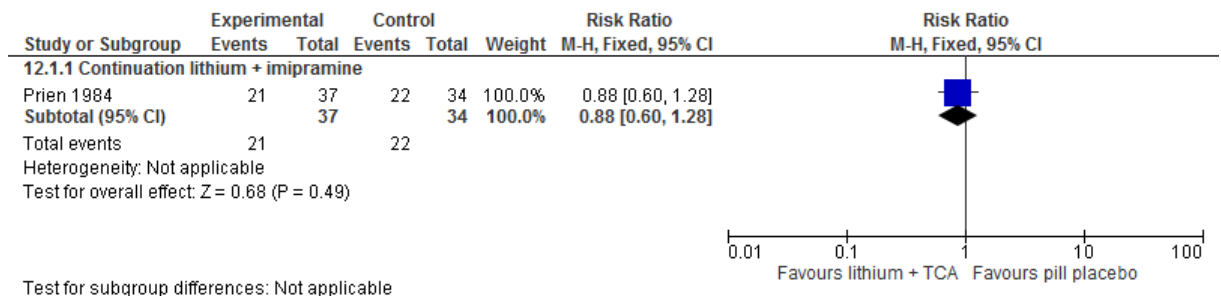 Experimental Control Risk Ratio Risk Ratio
Study or Subgroup Events Total Events Total Weight M-H, Fixed, 95% CI M-H, Fixed, 95% CI
12.1.1 Continuation lithium + imipramine
Prien 1984 21 37 22 34 100.0% 0.88 [0.60, 1.28]
Subtotal (95% CI) 37 34 100.0% 0.88 [0.60, 1.28]
Total events 21 22
Heterogeneity: Not applicable
Test for overall effect: Z = 0.68 (P = 0.49)
0.01 0.1 1 10 100
Favours lithium + TCA Favours pill placebo
Test for subgroup differences: Not applicable